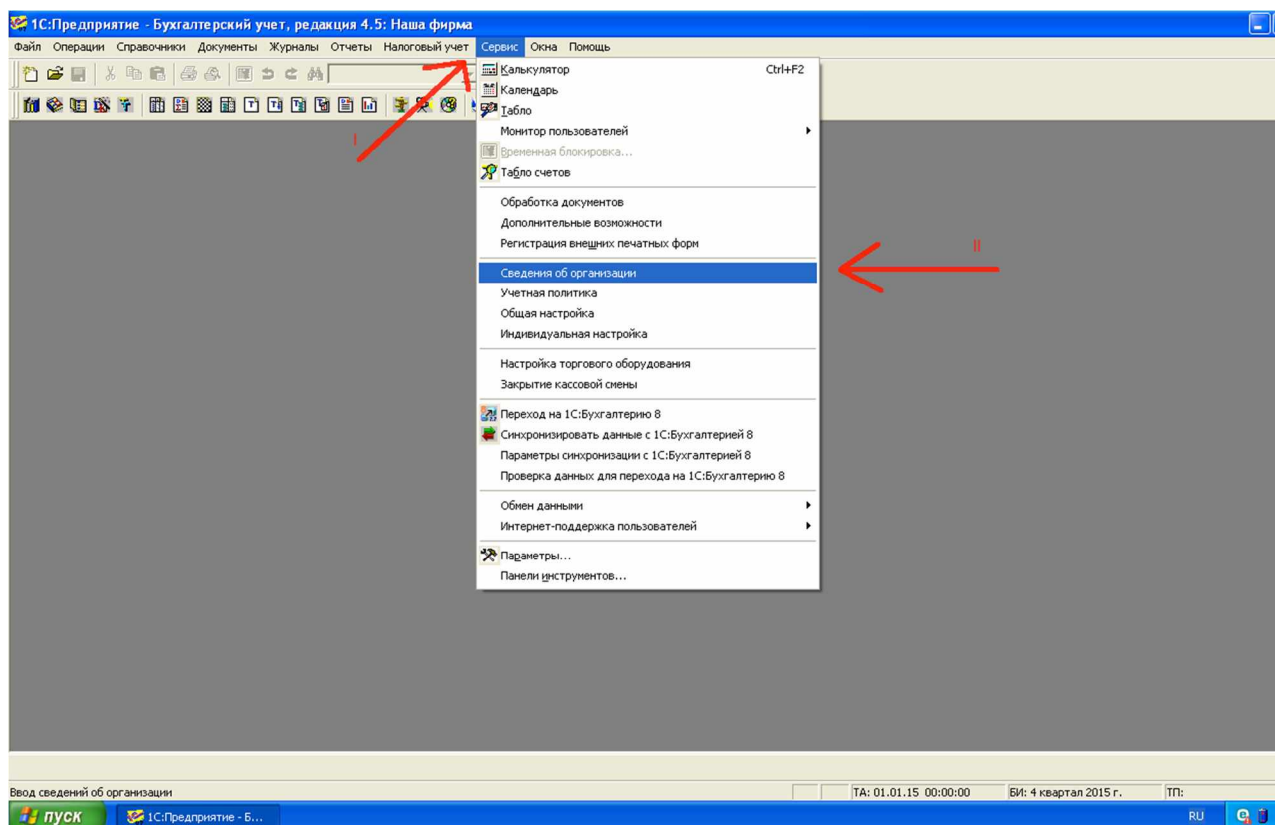 1С:Предприятие - Бухгалтерский учет, редакция 4.5: Наша фирма
Файл Операции Справочники Документы Журналы Отчеты Налоговый учет Сервис Окна Помощь
Калькулятор Ctrl+F2
Календарь
Табло
Монитор пользователей
Временная блокировка...
Табло счетов
Обработка документов
Дополнительные возможности
Регистрация внешних печатных форм
Сведения об организации
Учетная политика
Общая настройка
Индивидуальная настройка
Настройка торгового оборудования
Закрытие кассовой смены
Переход на 1С:Бухгалтерию 8
Синхронизировать данные с 1С:Бухгалтерией 8
Параметры синхронизации с 1С:Бухгалтерией 8
Проверка данных для перехода на 1С:Бухгалтерию 8
Обмен данными
Интернет-поддержка пользователей
Параметры...
Панели инструментов...
I
II
Ввод сведений об организации ТА: 01.01.15 00:00:00 БИ: 4 квартал 2015 г. ТП:
пуск 1С:Предприятие - Б... RU